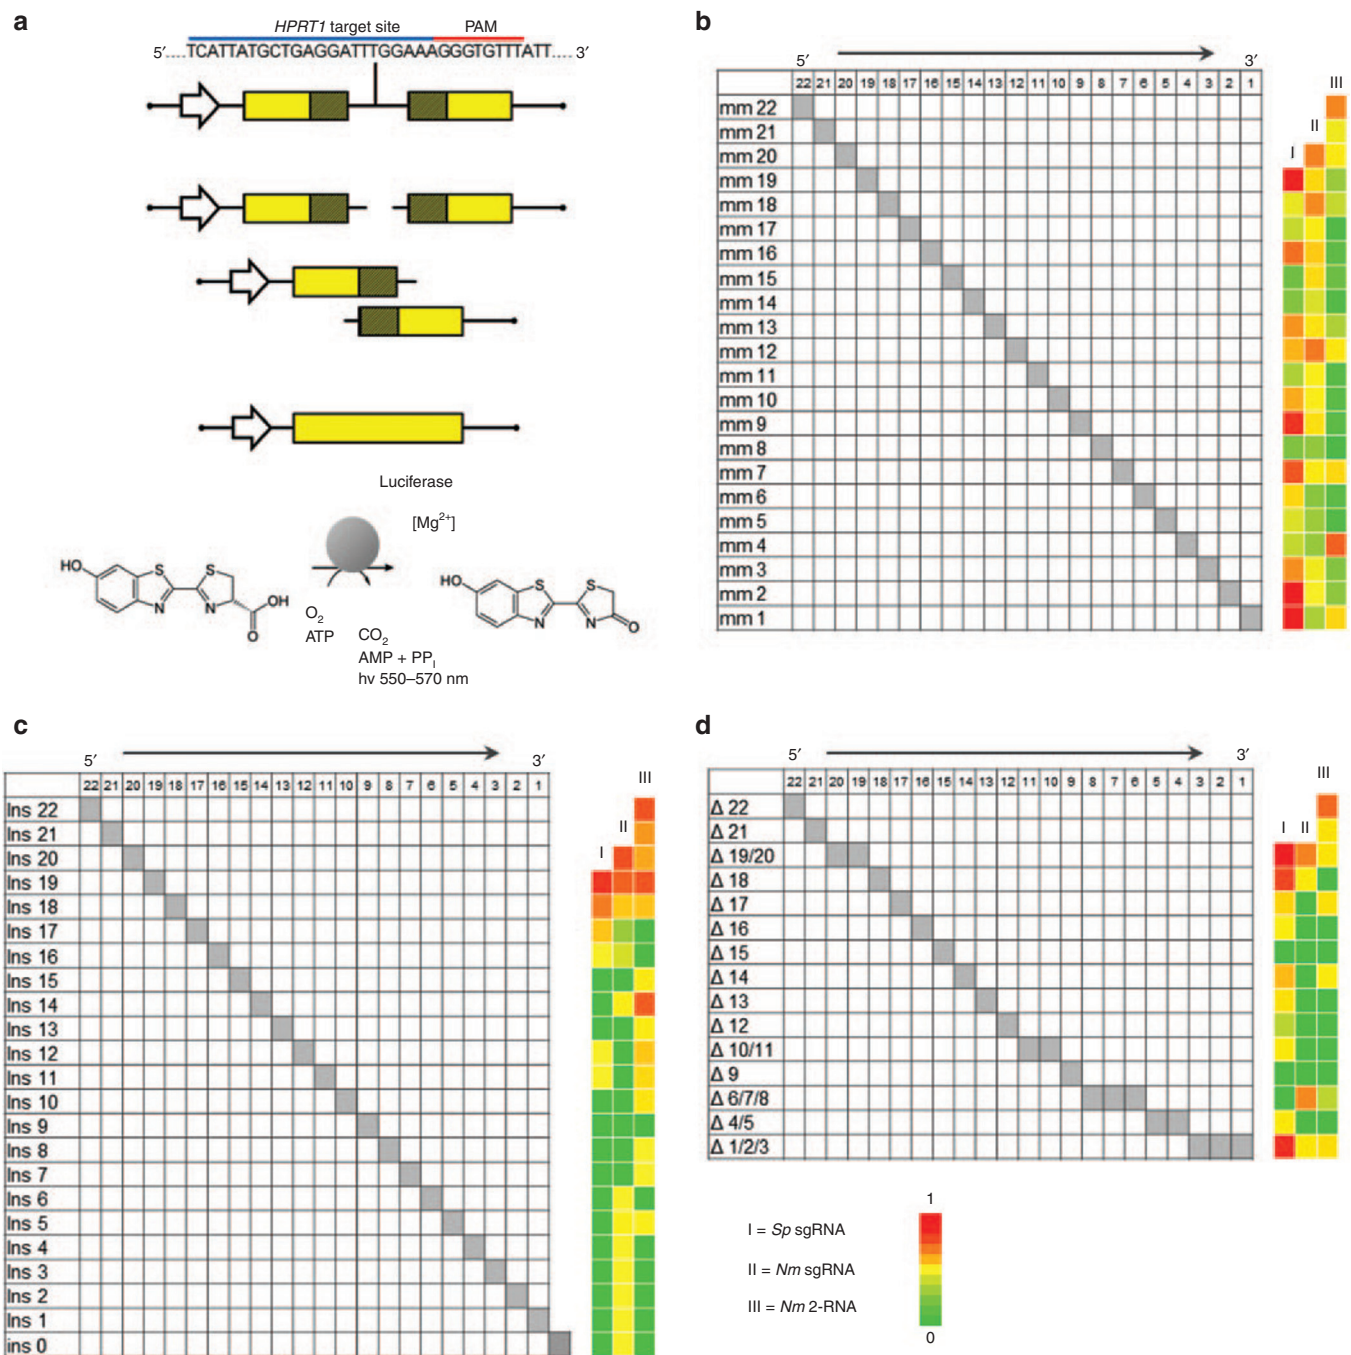 a
HPRT1 target site PAM
5′....TCATTATGCTGAGGATTTGGAAAGGGTGTTTATT.... 3′
Luciferase
[Mg2+]
HO S S N N OH O
O2
ATP
CO2
AMP + PPi
hv 550–570 nm
HO S S N N O
b
5′ 3′
22 21 20 19 18 17 16 15 14 13 12 11 10 9 8 7 6 5 4 3 2 1
I II III
mm 22
mm 21
mm 20
mm 19
mm 18
mm 17
mm 16
mm 15
mm 14
mm 13
mm 12
mm 11
mm 10
mm 9
mm 8
mm 7
mm 6
mm 5
mm 4
mm 3
mm 2
mm 1
c
5′ 3′
22 21 20 19 18 17 16 15 14 13 12 11 10 9 8 7 6 5 4 3 2 1
I II III
Ins 22
Ins 21
Ins 20
Ins 19
Ins 18
Ins 17
Ins 16
Ins 15
Ins 14
Ins 13
Ins 12
Ins 11
Ins 10
Ins 9
Ins 8
Ins 7
Ins 6
Ins 5
Ins 4
Ins 3
Ins 2
Ins 1
ins 0
d
5′ 3′
22 21 20 19 18 17 16 15 14 13 12 11 10 9 8 7 6 5 4 3 2 1
I II III
Δ 22
Δ 21
Δ 19/20
Δ 18
Δ 17
Δ 16
Δ 15
Δ 14
Δ 13
Δ 12
Δ 10/11
Δ 9
Δ 6/7/8
Δ 4/5
Δ 1/2/3
I = Sp sgRNA
II = Nm sgRNA
III = Nm 2-RNA
1
0